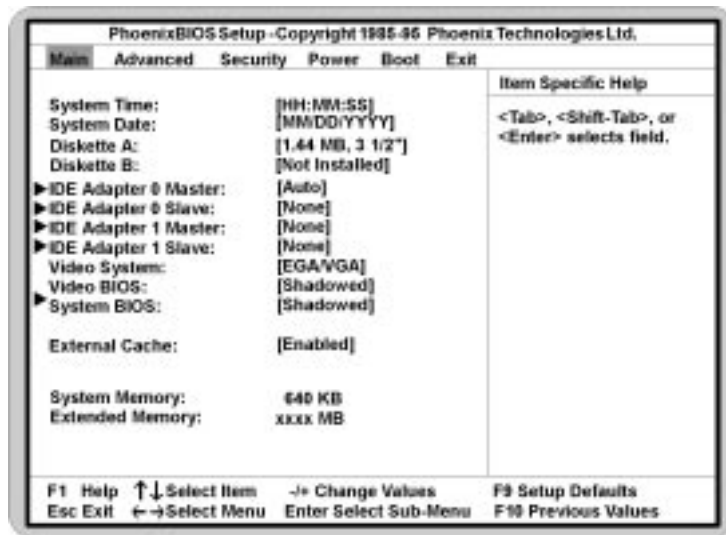 PhoenixBIOS Setup -Copyright 1985-95 Phoenix Technologies Ltd.
Main Advanced Security Power Boot Exit
Item Specific Help
<Tab>, <Shift-Tab>, or
<Enter> selects field.
System Time: [HH:MM:SS]
System Date: [MM/DD/YYYY]
Diskette A: [1.44 MB, 3 1/2"]
Diskette B: [Not Installed]
▶IDE Adapter 0 Master: [Auto]
▶IDE Adapter 0 Slave: [None]
▶IDE Adapter 1 Master: [None]
▶IDE Adapter 1 Slave: [None]
Video System: [EGA/VGA]
Video BIOS: [Shadowed]
▶System BIOS: [Shadowed]
External Cache: [Enabled]
System Memory: 640 KB
Extended Memory: xxxx MB
F1 Help ↑↓Select Item -/+ Change Values F9 Setup Defaults
Esc Exit ←→Select Menu Enter Select Sub-Menu F10 Previous Values